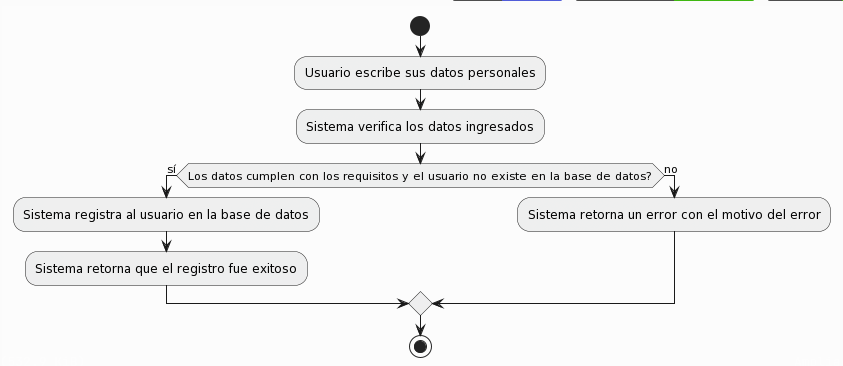 Usuario escribe sus datos personales
Sistema verifica los datos ingresados
sí
Los datos cumplen con los requisitos y el usuario no existe en la base de datos?
no
Sistema registra al usuario en la base de datos
Sistema retorna un error con el motivo del error
Sistema retorna que el registro fue exitoso